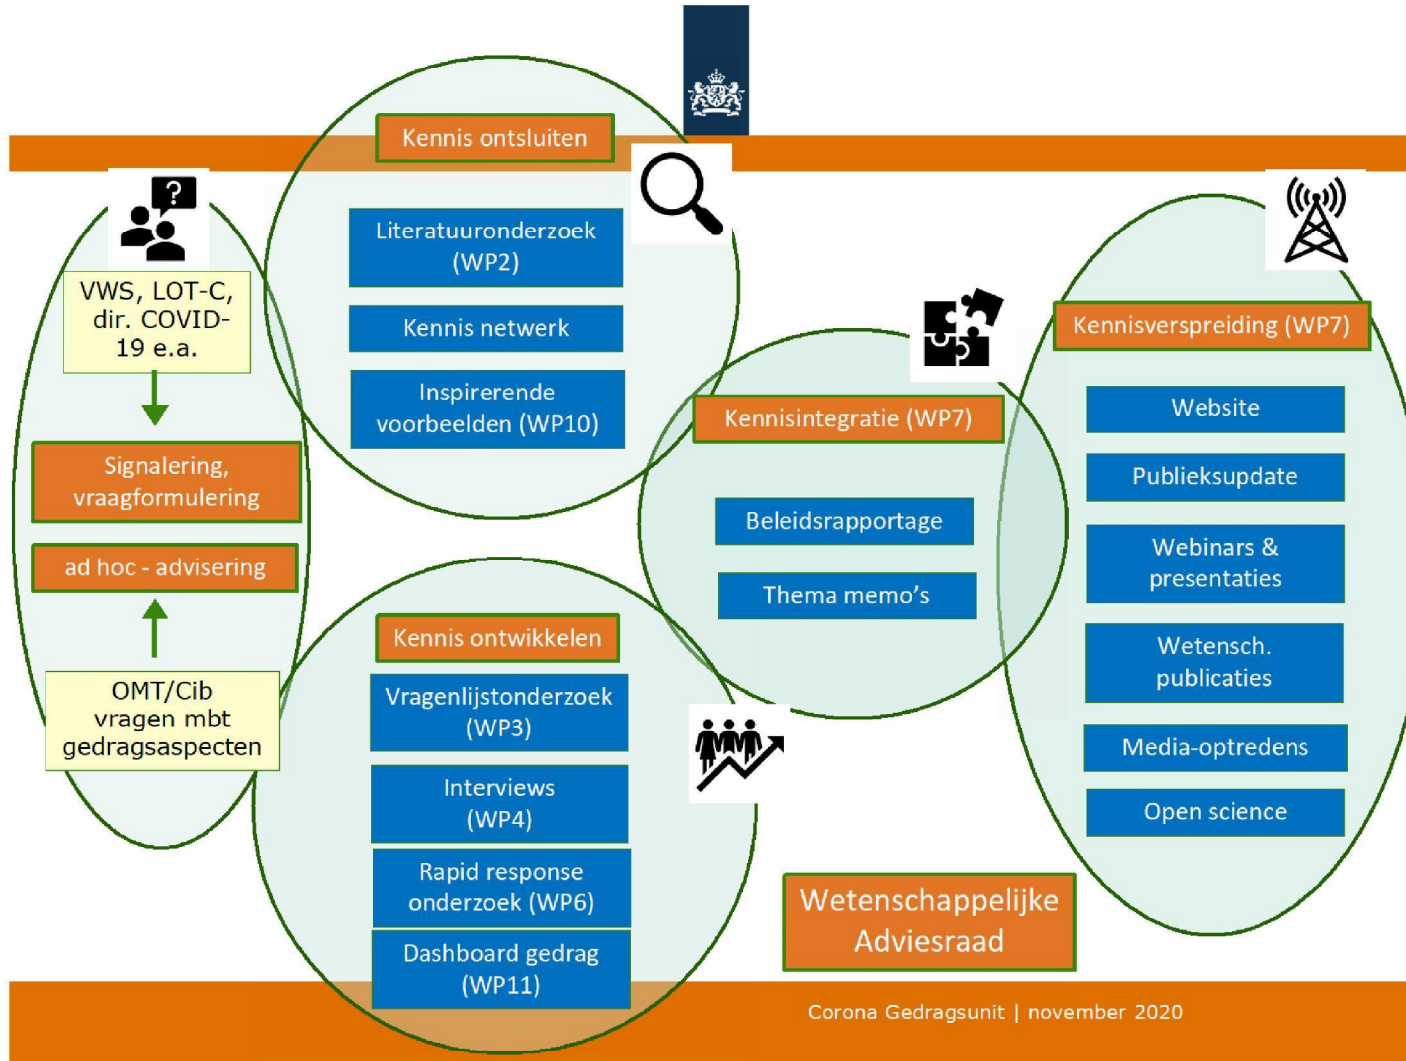 Kennis ontsluiten
Literatuuronderzoek
(WP2)
Kennis netwerk
Inspirerende
voorbeelden (WP10)
?
VWS, LOT-C,
dir. COVID-
19 e.a.
Signalering,
vraagformulering
ad hoc - advisering
OMT/Cib
vragen mbt
gedragsaspecten
Kennis ontwikkelen
Vragenlijstonderzoek
(WP3)
Interviews
(WP4)
Rapid response
onderzoek (WP6)
Dashboard gedrag
(WP11)
Kennisintegratie (WP7)
Beleidsrapportage
Thema memo's
Kennisverspreiding (WP7)
Website
Publieksupdate
Webinars &
presentaties
Wetensch.
publicaties
Media-optredens
Open science
Wetenschappelijke
Adviesraad
Corona Gedragsunit | november 2020